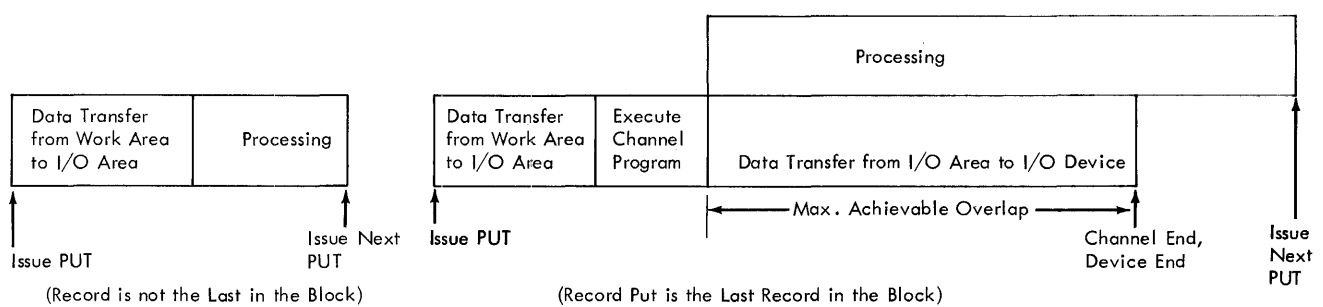 Processing
Data Transfer
from Work Area
to I/O Area
Processing
Data Transfer
from Work Area
to I/O Area
Execute
Channel
Program
Data Transfer from I/O Area to I/O Device
Max. Achievable Overlap
Issue PUT
Issue Next
PUT
Issue PUT
Channel End,
Device End
Issue
Next
PUT
(Record is not the Last in the Block)
(Record Put is the Last Record in the Block)